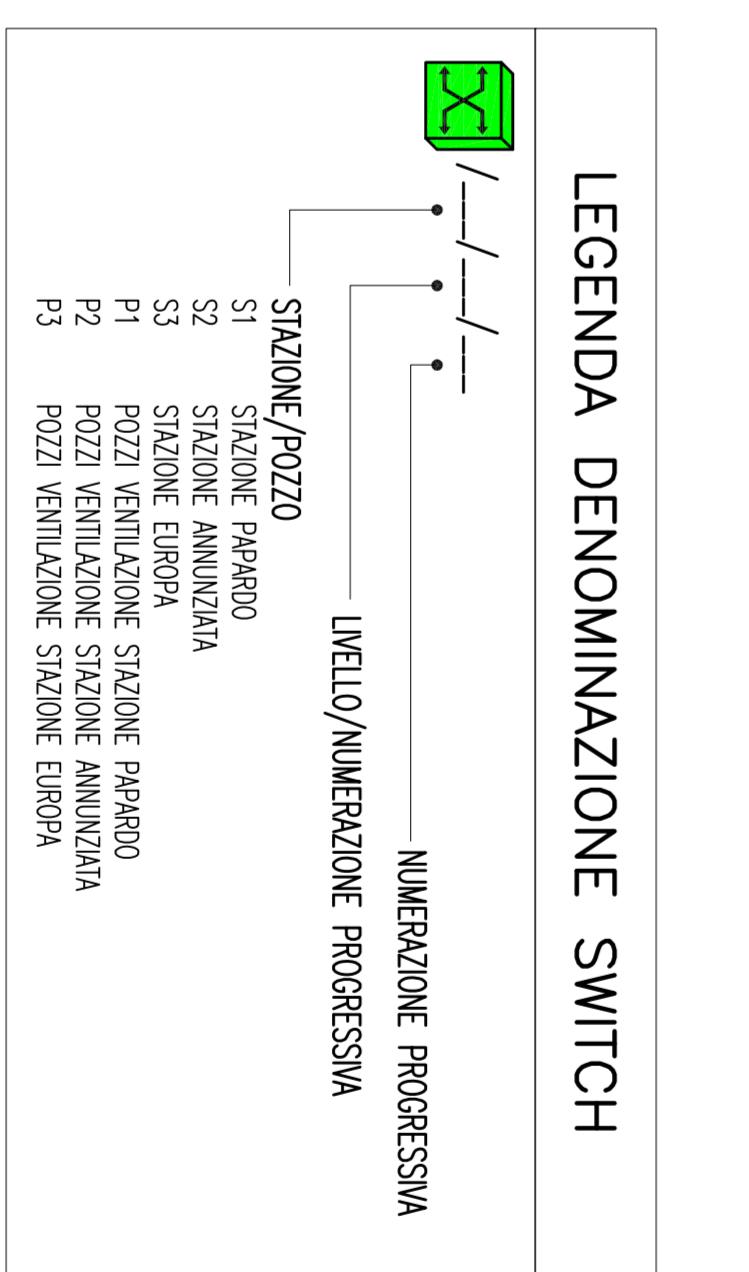 LEGENDA DENOMINAZIONE SWITCH
/___/___/___
NUMERAZIONE PROGRESSIVA
LIVELLO/NUMERAZIONE PROGRESSIVA
STAZIONE/POZZO
S1 STAZIONE PAPARDO
S2 STAZIONE ANNUNZIATA
S3 STAZIONE EUROPA
P1 POZZI VENTILAZIONE STAZIONE PAPARDO
P2 POZZI VENTILAZIONE STAZIONE ANNUNZIATA
P3 POZZI VENTILAZIONE STAZIONE EUROPA